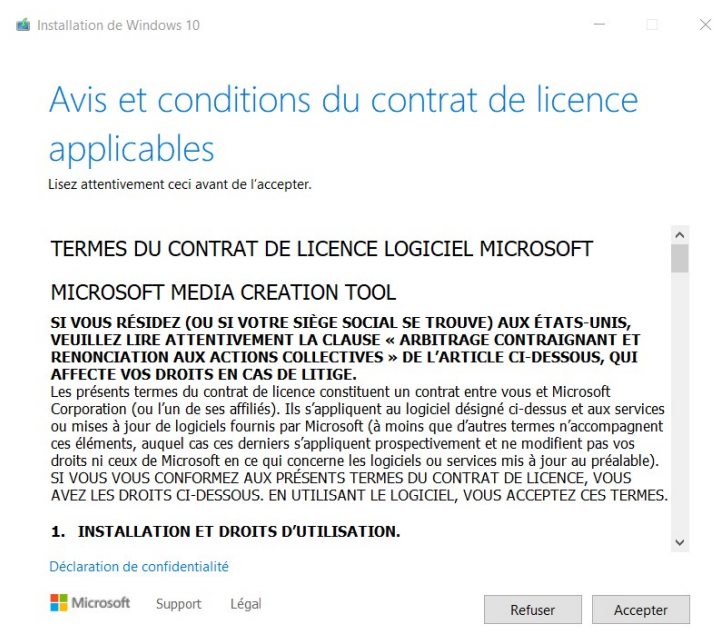 Installation de Windows 10
Avis et conditions du contrat de licence
applicables
Lisez attentivement ceci avant de l'accepter.
TERMES DU CONTRAT DE LICENCE LOGICIEL MICROSOFT
MICROSOFT MEDIA CREATION TOOL
SI VOUS RÉSIDEZ (OU SI VOTRE SIÈGE SOCIAL SE TROUVE) AUX ÉTATS-UNIS,
VEUILLEZ LIRE ATTENTIVEMENT LA CLAUSE « ARBITRAGE CONTRAIGNANT ET
RENONCIATION AUX ACTIONS COLLECTIVES » DE L'ARTICLE CI-DESSOUS, QUI
AFFECTE VOS DROITS EN CAS DE LITIGE.
Les présents termes du contrat de licence constituent un contrat entre vous et Microsoft
Corporation (ou l'un de ses affiliés). Ils s'appliquent au logiciel désigné ci-dessus et aux services
ou mises à jour de logiciels fournis par Microsoft (à moins que d'autres termes n'accompagnent
ces éléments, auquel cas ces derniers s'appliquent prospectivement et ne modifient pas vos
droits ni ceux de Microsoft en ce qui concerne les logiciels ou services mis à jour au préalable).
SI VOUS VOUS CONFORMEZ AUX PRÉSENTS TERMES DU CONTRAT DE LICENCE, VOUS
AVEZ LES DROITS CI-DESSOUS. EN UTILISANT LE LOGICIEL, VOUS ACCEPTEZ CES TERMES.
1. INSTALLATION ET DROITS D'UTILISATION.
Déclaration de confidentialité
Microsoft Support Légal
Refuser Accepter